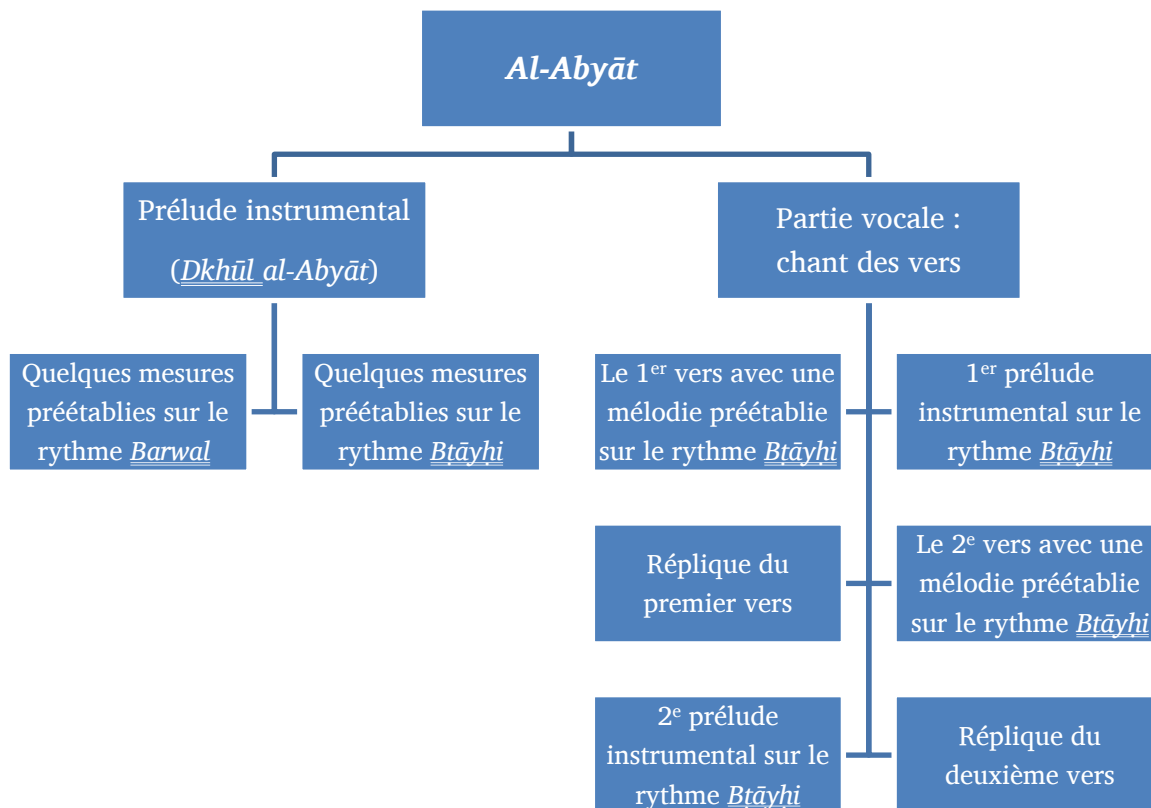 Al-Abyāt
Prélude instrumental
(Dkhūl al-Abyāt)
Partie vocale :
chant des vers
Quelques mesures
préétablies sur le
rythme Barwal
Quelques mesures
préétablies sur le
rythme Bṭāyḥi
Le 1er vers avec une
mélodie préétablie
sur le rythme Bṭāyḥi
1er prélude
instrumental sur le
rythme Bṭāyḥi
Réplique du
premier vers
Le 2e vers avec une
mélodie préétablie
sur le rythme Bṭāyḥi
2e prélude
instrumental sur le
rythme Bṭāyḥi
Réplique du
deuxième vers